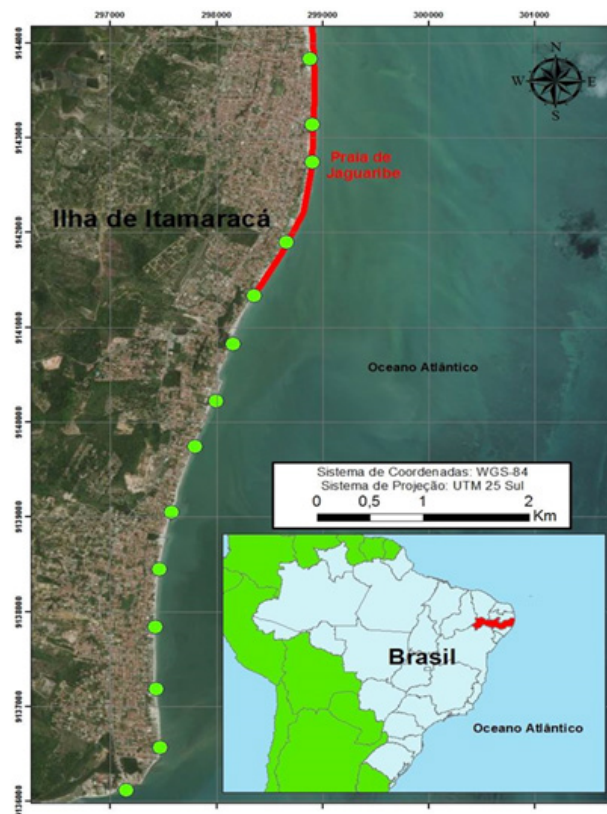 297000 298000 299000 300000 301000
9144000
9143000
9142000
9141000
9140000
9139000
9138000
9137000
9136000
N
W E
S
Praia de
Jaguaribe
Ilha de Itamaracá
Oceano Atlântico
Sistema de Coordenadas: WGS-84
Sistema de Projeção: UTM 25 Sul
0 0,5 1 2
Km
Brasil
Oceano Atlântico